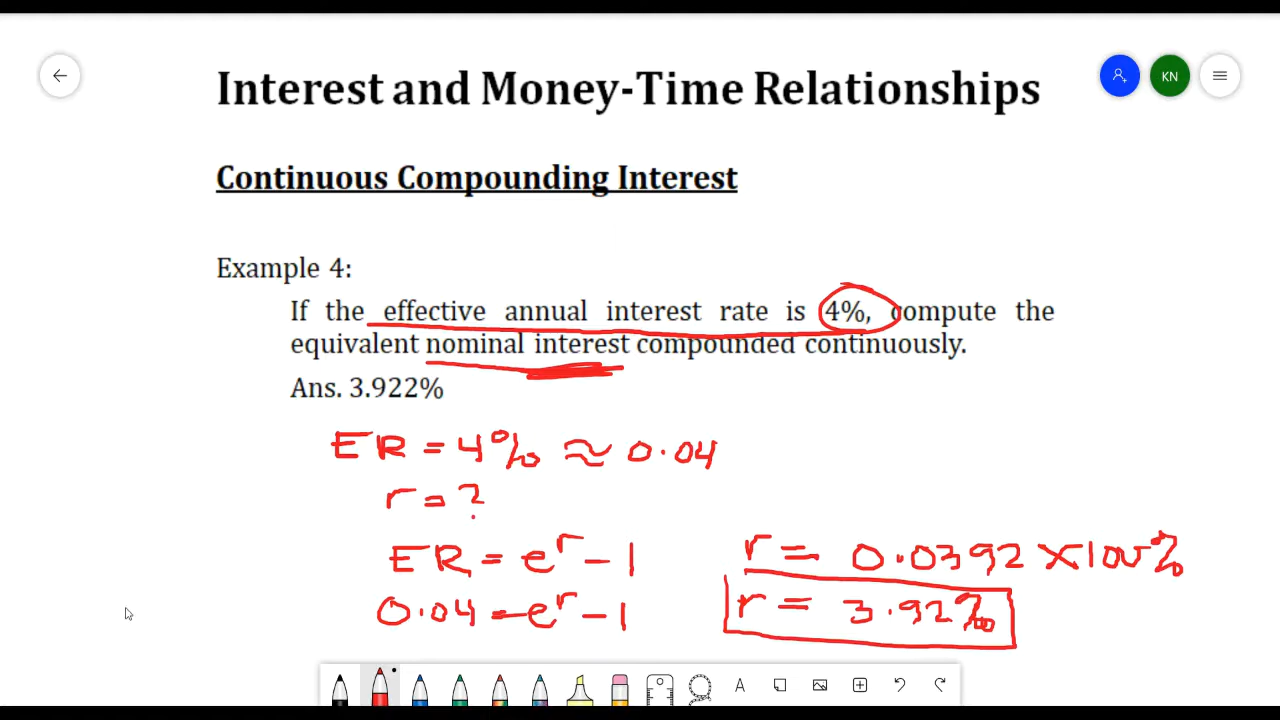 Interest and Money-Time Relationships
KN
Continuous Compounding Interest
Example 4:
If the effective annual interest rate is 4%, compute the
equivalent nominal interest compounded continuously.
Ans. 3.922%
ER = 4% ≈ 0.04
r = ?
ER = e^r - 1
0.04 = e^r - 1
r = 0.0392 × 100%
r = 3.92%
A